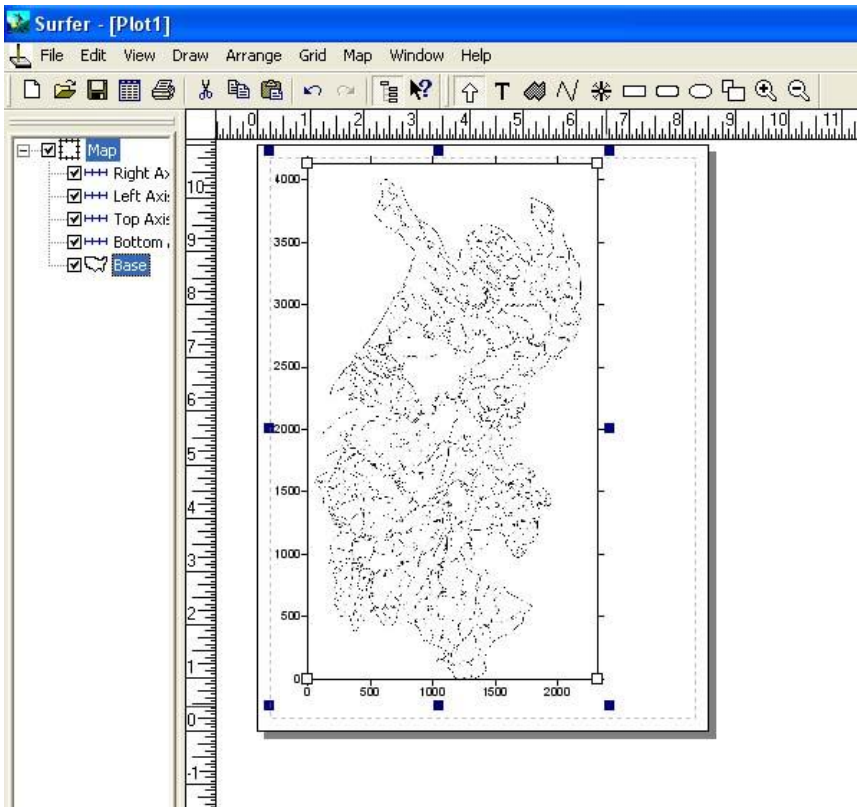 Surfer - [Plot1]
File Edit View Draw Arrange Grid Map Window Help
T
0 1 2 3 4 5 6 7 8 9 10 11
Map
Right Ax
Left Axis
Top Axis
Bottom
Base
10
9
8
7
6
5
4
3
2
1
0
-1
4000
3500
3000
2500
2000
1500
1000
500
0
0 500 1000 1500 2000